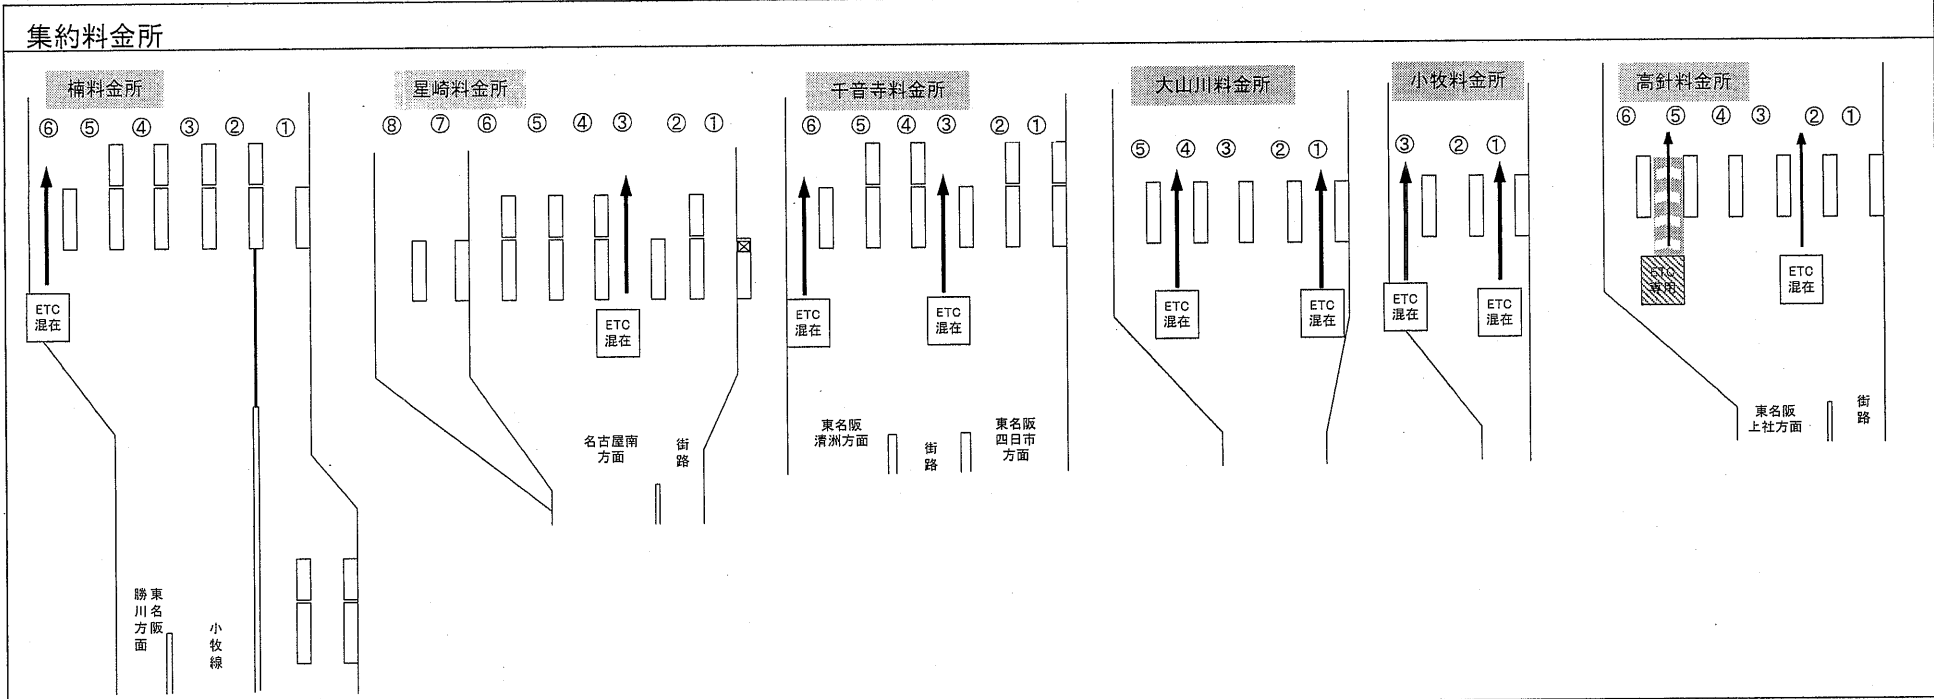 集約料金所
楠料金所
⑥ ⑤ ④ ③ ② ①
ETC
混在
東名阪
勝川方面
小牧線
星崎料金所
⑧ ⑦ ⑥ ⑤ ④ ③ ② ①
ETC
混在
名古屋南
方面
街路
千音寺料金所
⑥ ⑤ ④ ③ ② ①
ETC
混在
ETC
混在
東名阪
清洲方面
街路
東名阪
四日市
方面
大山川料金所
⑤ ④ ③ ② ①
ETC
混在
ETC
混在
小牧料金所
③ ② ①
ETC
混在
ETC
混在
高針料金所
⑥ ⑤ ④ ③ ② ①
ETC
専用
ETC
混在
東名阪
上社方面
街路